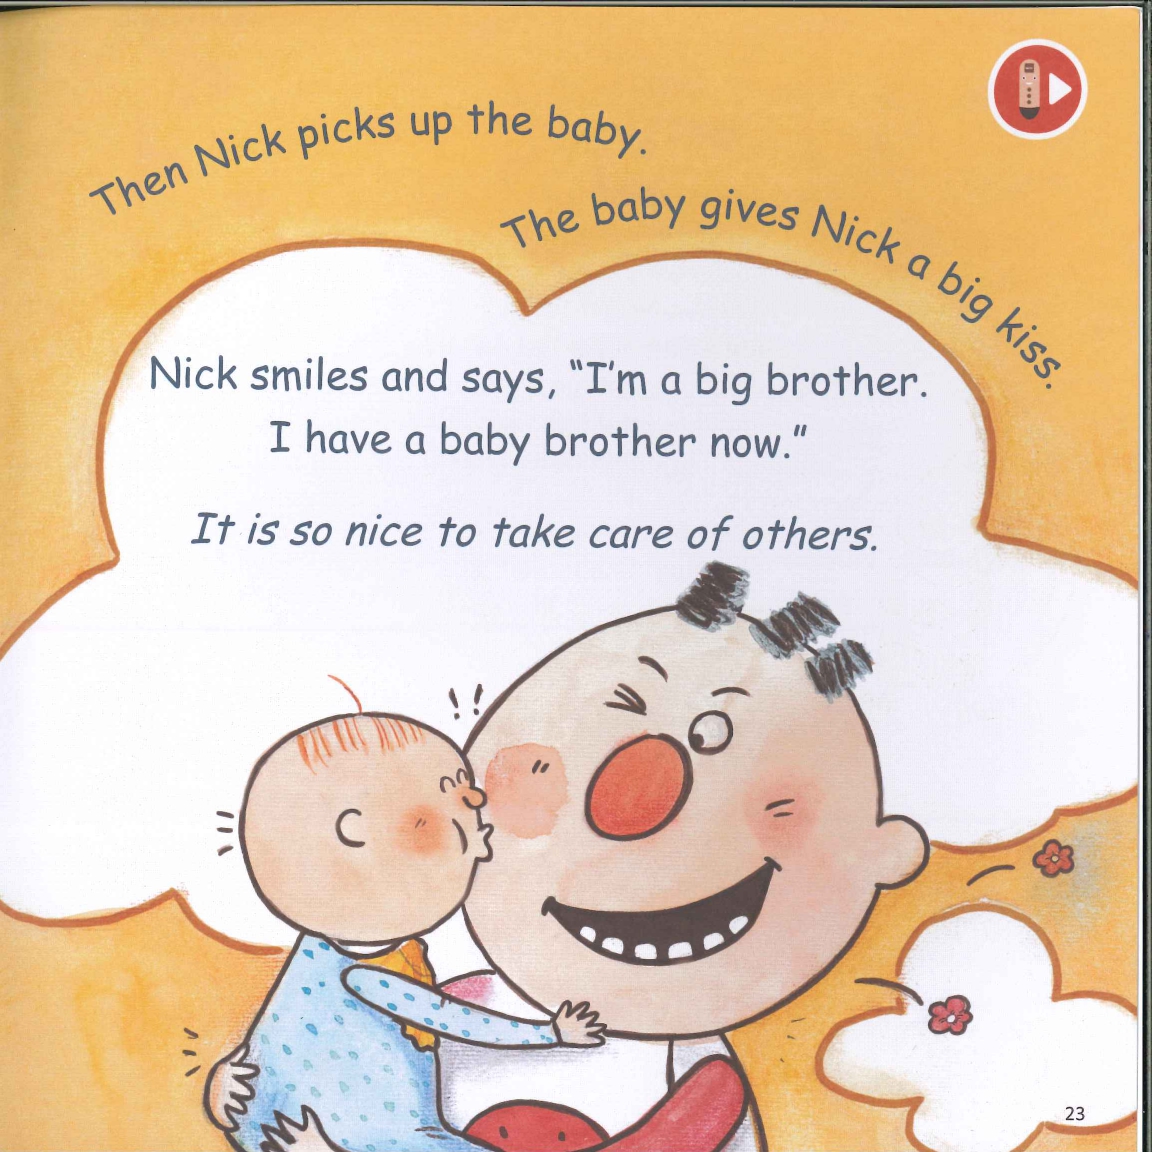 Then Nick picks up the baby.
The baby gives Nick a big kiss.
Nick smiles and says, “I'm a big brother.
I have a baby brother now.”
It is so nice to take care of others.
!!
23